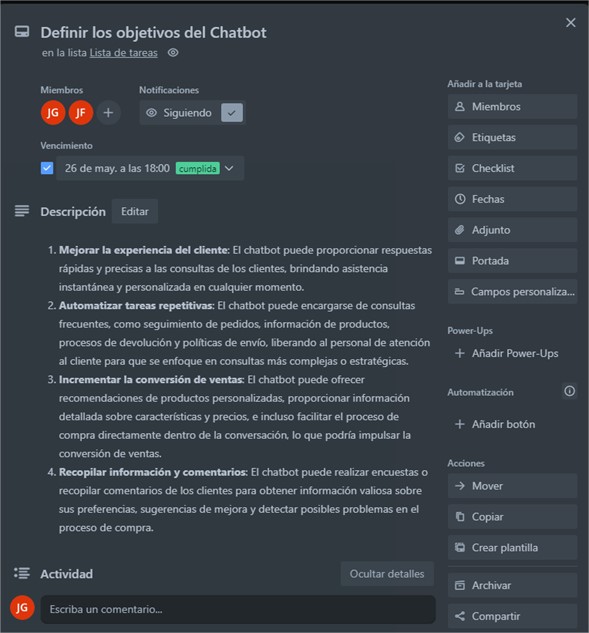 Definir los objetivos del Chatbot
en la lista Lista de tareas
Miembros
Notificaciones
JG JF
Siguiendo
Vencimiento
26 de may. a las 18:00 cumplida
Descripción
Editar
1. Mejorar la experiencia del cliente: El chatbot puede proporcionar respuestas
rápidas y precisas a las consultas de los clientes, brindando asistencia
instantánea y personalizada en cualquier momento.
2. Automatizar tareas repetitivas: El chatbot puede encargarse de consultas
frecuentes, como seguimiento de pedidos, información de productos,
procesos de devolución y políticas de envío, liberando al personal de atención
al cliente para que se enfoque en consultas más complejas o estratégicas.
3. Incrementar la conversión de ventas: El chatbot puede ofrecer
recomendaciones de productos personalizadas, proporcionar información
detallada sobre características y precios, e incluso facilitar el proceso de
compra directamente dentro de la conversación, lo que podría impulsar la
conversión de ventas.
4. Recopilar información y comentarios: El chatbot puede realizar encuestas o
recopilar comentarios de los clientes para obtener información valiosa sobre
sus preferencias, sugerencias de mejora y detectar posibles problemas en el
proceso de compra.
Actividad
Ocultar detalles
JG
Escriba un comentario...
Añadir a la tarjeta
Miembros
Etiquetas
Checklist
Fechas
Adjunto
Portada
Campos personaliza...
Power-Ups
+ Añadir Power-Ups
Automatización
+ Añadir botón
Acciones
Mover
Copiar
Crear plantilla
Archivar
Compartir